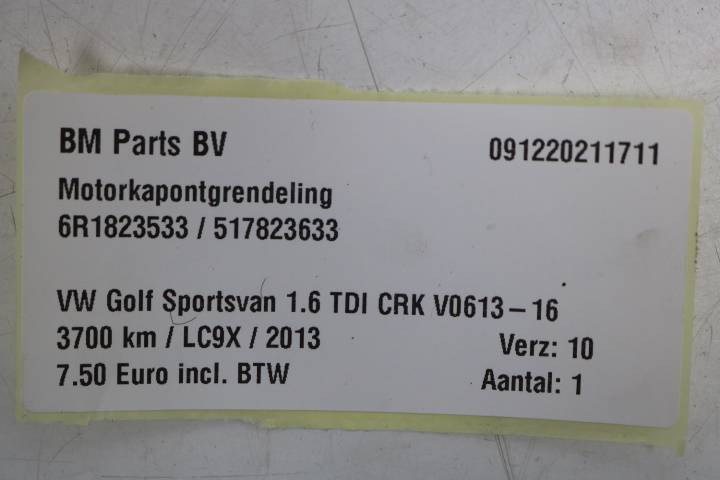 BM Parts BV 091220211711
Motorkapontgrendeling
6R1823533 / 517823633
VW Golf Sportsvan 1.6 TDI CRK V0613-16
3700 km / LC9X / 2013 Verz: 10
7.50 Euro incl. BTW Aantal: 1